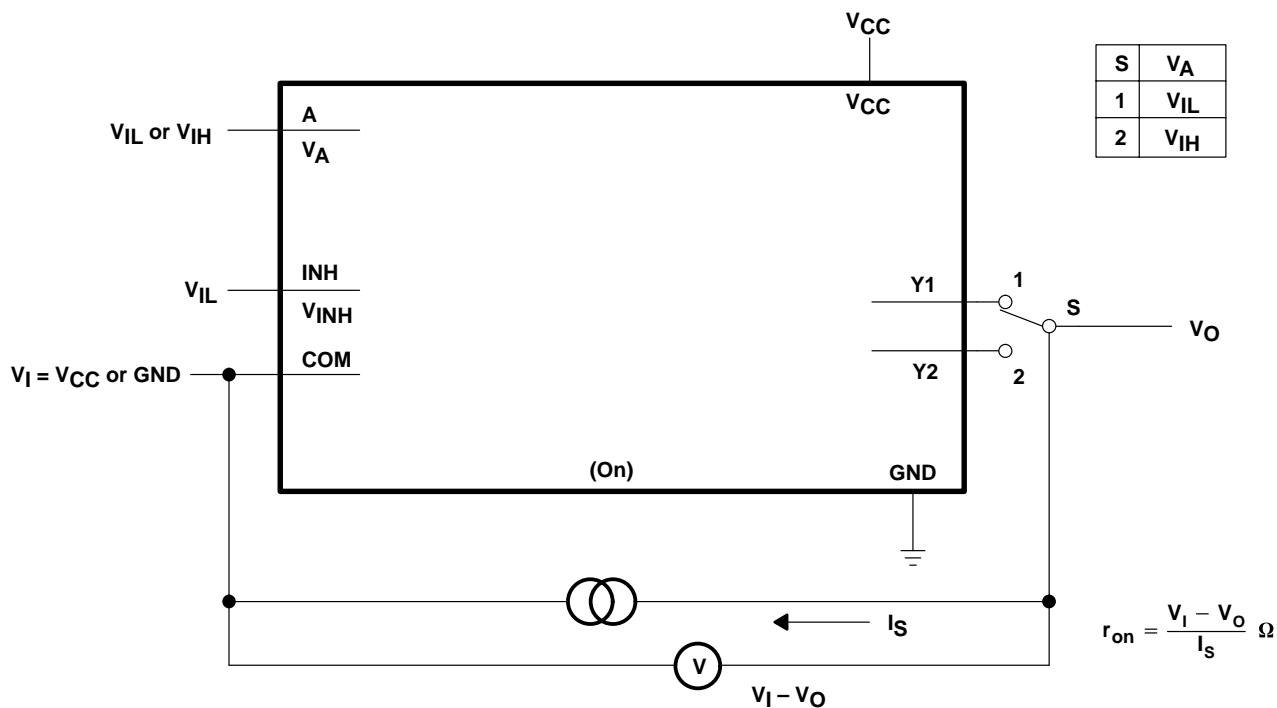 VCC
S VA
1 VIL
2 VIH
VCC
A
VIL or VIH
VA
INH
VIL
VINH
Y1
1
S
VO
COM
VI = VCC or GND
Y2
2
(On)
GND
IS
ron = VI – VO / IS Ω
V
VI – VO